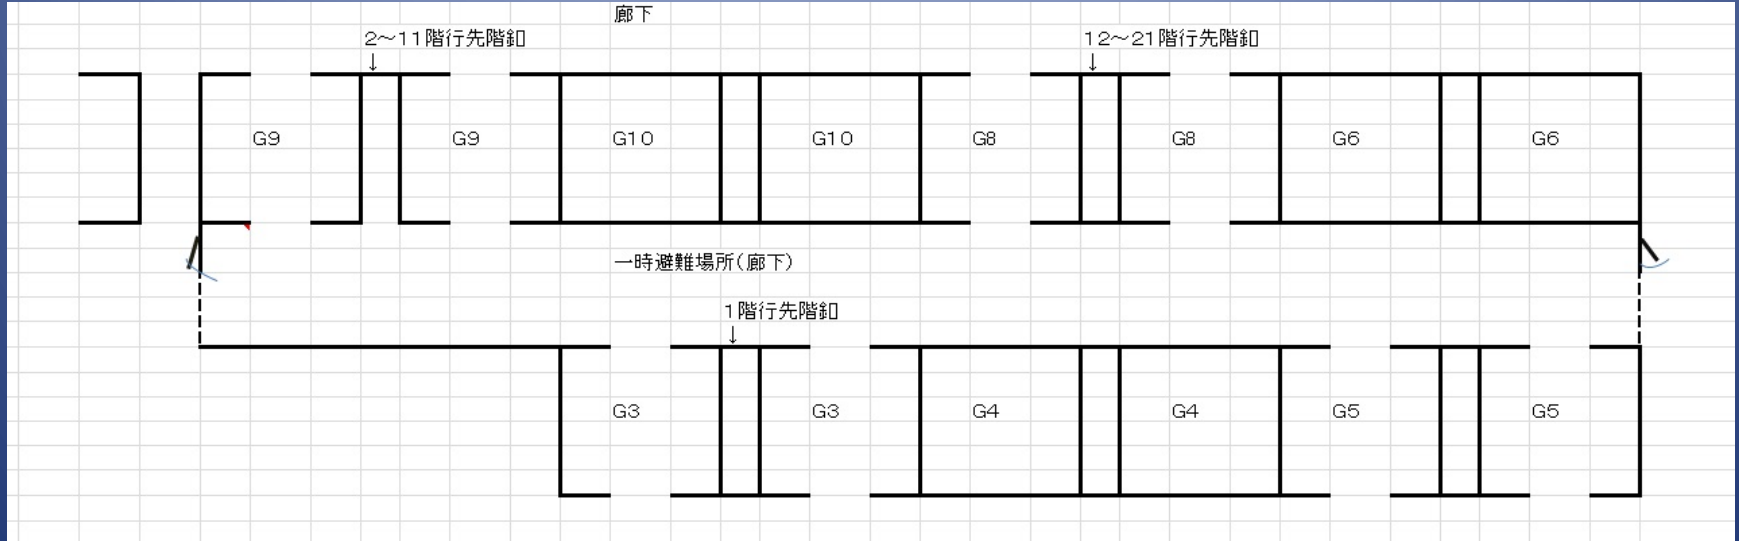 廊下
2～11階行先階釦
12～21階行先階釦
↓
↓
G9
G9
G10
G10
G8
G8
G6
G6
一時避難場所(廊下)
1階行先階釦
↓
G3
G3
G4
G4
G5
G5